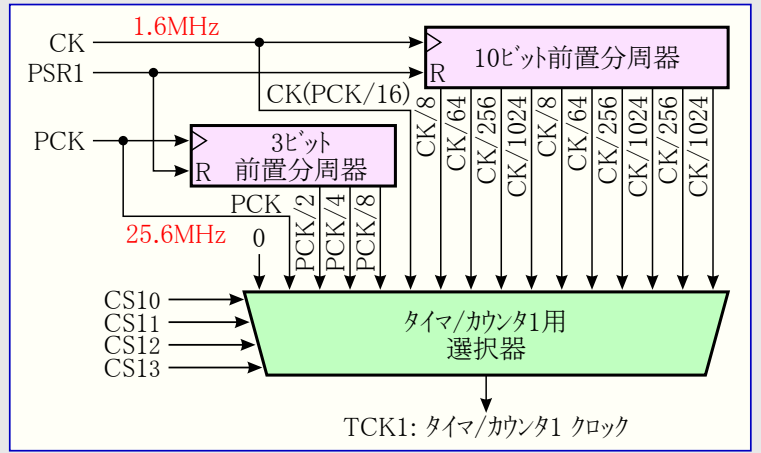 1.6MHz
CK
PSR1
R
10ﾋﾞｯﾄ前置分周器
CK(PCK/16)
CK/8
CK/64
CK/256
CK/1024
CK/8
CK/64
CK/256
CK/1024
CK/256
CK/1024
PCK
3ﾋﾞｯﾄ
前置分周器
R
PCK
25.6MHz
0
PCK/2
PCK/4
PCK/8
CS10
CS11
CS12
CS13
ﾀｲﾏ/ｶｳﾝﾀ1用
選択器
TCK1: ﾀｲﾏ/ｶｳﾝﾀ1 ｸﾛｯｸ